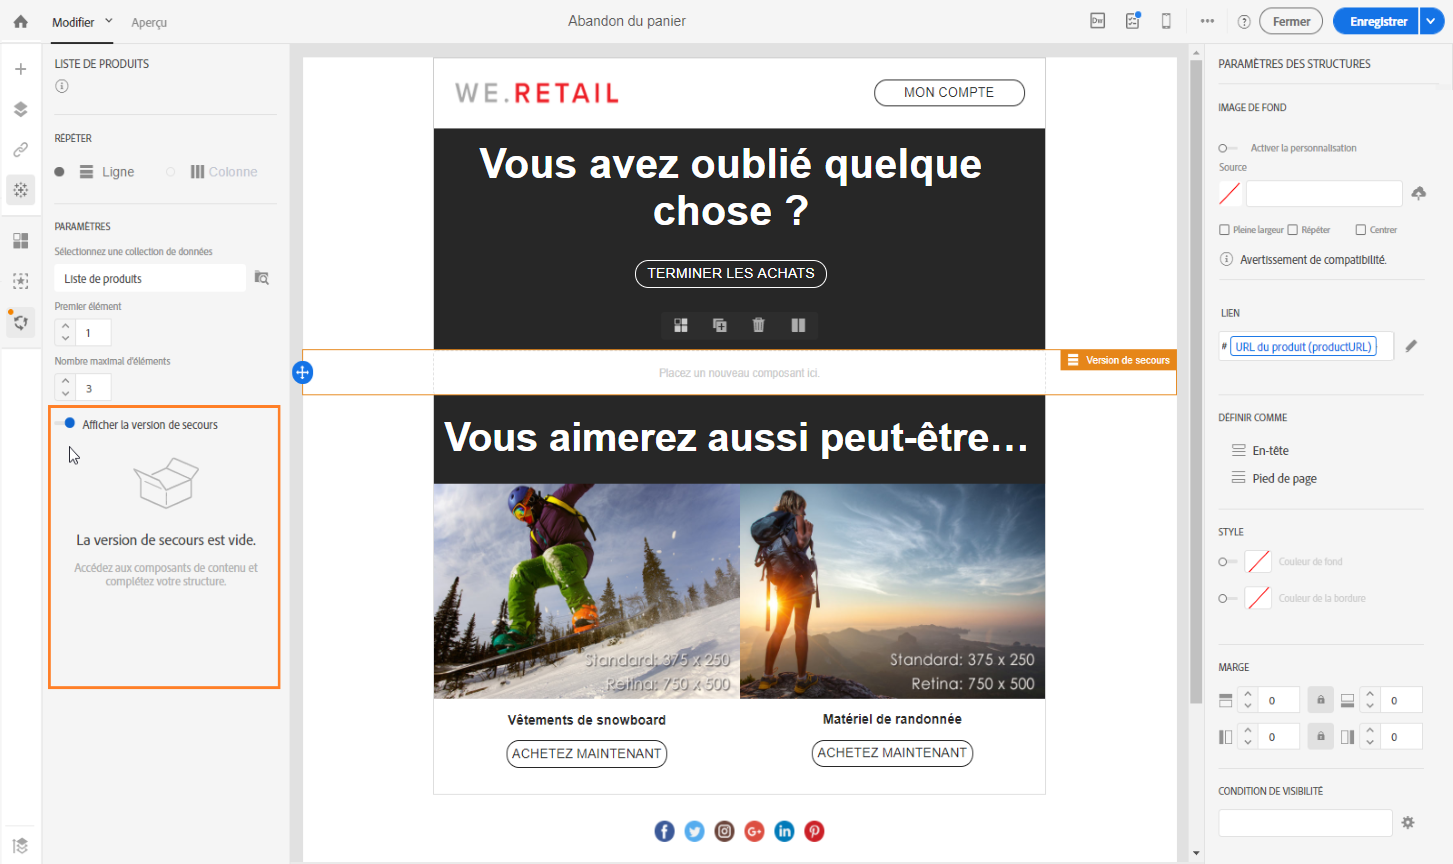 Modifier
Aperçu
Abandon du panier
Dw
•••
?
Fermer
Enregistrer
LISTE DE PRODUITS
RÉPÉTER
Ligne
Colonne
PARAMÈTRES
Sélectionnez une collection de données
Liste de produits
Premier élément
1
Nombre maximal d'éléments
3
Afficher la version de secours
La version de secours est vide.
Accédez aux composants de contenu et
complétez votre structure.
WE.RETAIL
MON COMPTE
Vous avez oublié quelque
chose ?
TERMINER LES ACHATS
Version de secours
Placez un nouveau composant ici.
Vous aimerez aussi peut-être…
Standard: 375 x 250
Retina: 750 x 500
Standard: 375 x 250
Retina: 750 x 500
Vêtements de snowboard
ACHETEZ MAINTENANT
Matériel de randonnée
ACHETEZ MAINTENANT
PARAMÈTRES DES STRUCTURES
IMAGE DE FOND
Activer la personnalisation
Source
Pleine largeur
Répéter
Centrer
Avertissement de compatibilité.
LIEN
# URL du produit (productURL)
DÉFINIR COMME
En-tête
Pied de page
STYLE
Couleur de fond
Couleur de la bordure
MARGE
0
0
0
0
CONDITION DE VISIBILITÉ